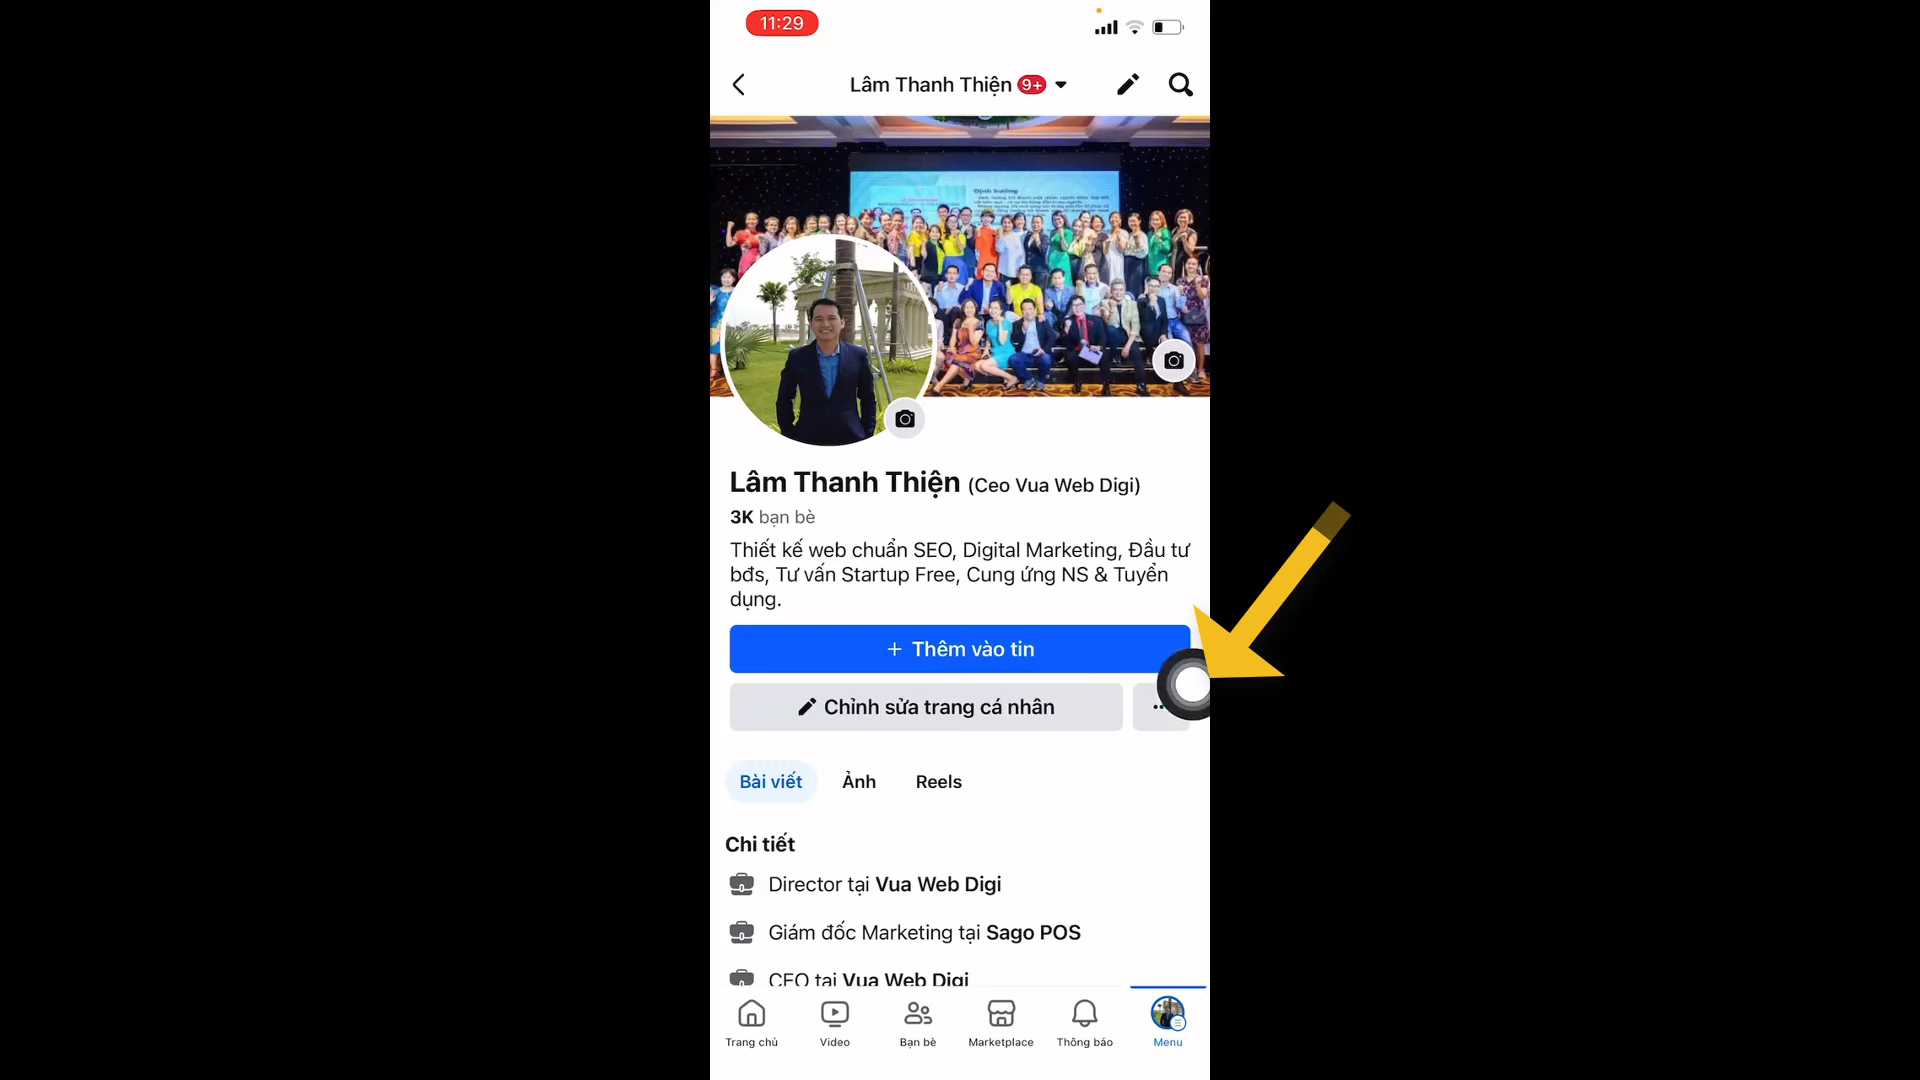 11:29
Lâm Thanh Thiện 9+
Định hướng
Lâm Thanh Thiện (Ceo Vua Web Digi)
3K bạn bè
Thiết kế web chuẩn SEO, Digital Marketing, Đầu tư
bđs, Tư vấn Startup Free, Cung ứng NS & Tuyển
dụng.
+ Thêm vào tin
Chỉnh sửa trang cá nhân
Bài viết
Ảnh
Reels
Chi tiết
Director tại Vua Web Digi
Giám đốc Marketing tại Sago POS
CEO tại Vua Web Digi
Trang chủ
Video
Bạn bè
Marketplace
Thông báo
Menu